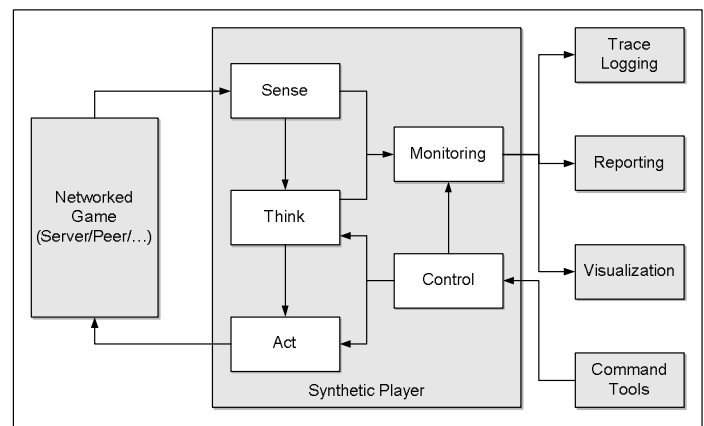 Trace
Logging
Sense
Monitoring
Reporting
Networked
Game
(Server/Peer/...)
Think
Control
Visualization
Act
Command
Tools
Synthetic Player